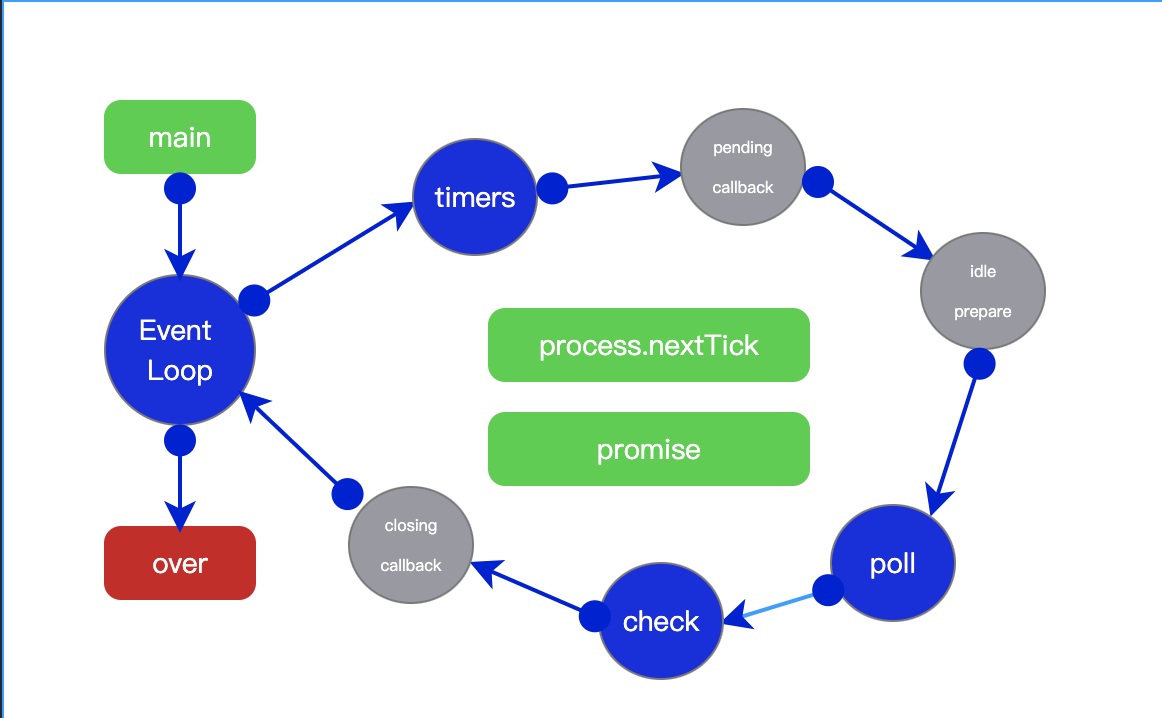 main
timers
pending
callback
idle
prepare
Event
Loop
process.nextTick
promise
over
closing
callback
check
poll